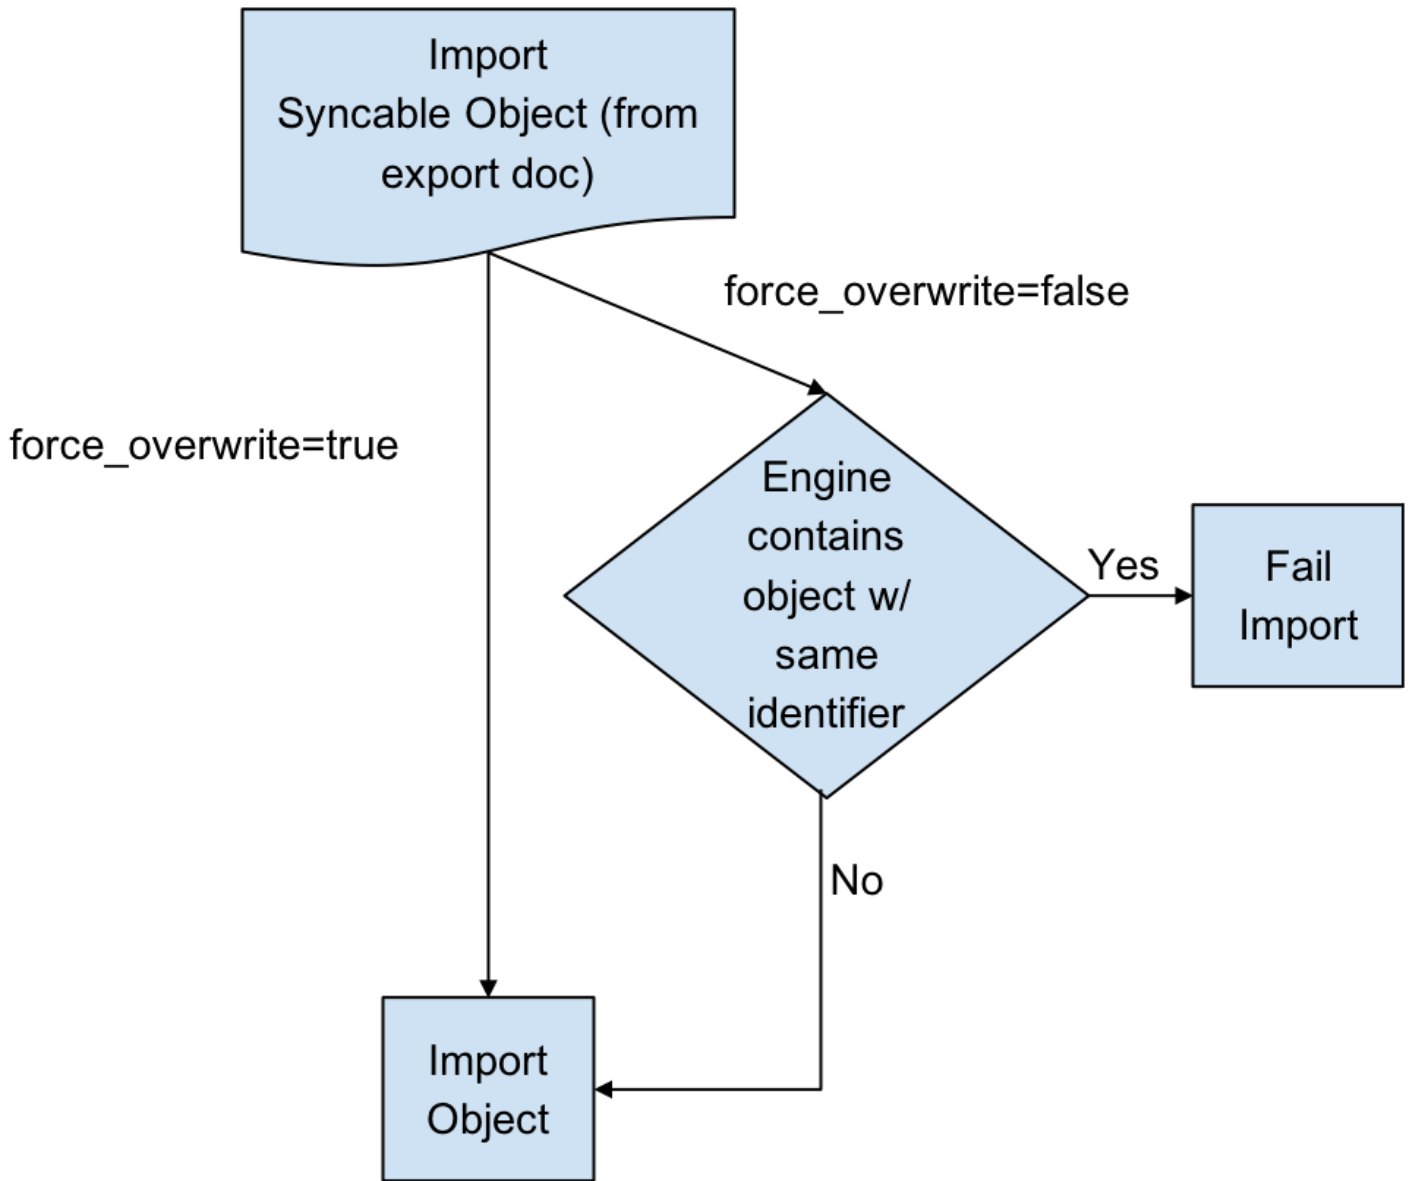 Import
Syncable Object (from
export doc)
force_overwrite=false
force_overwrite=true
Engine
contains
object w/
same
identifier
Yes
Fail
Import
No
Import
Object